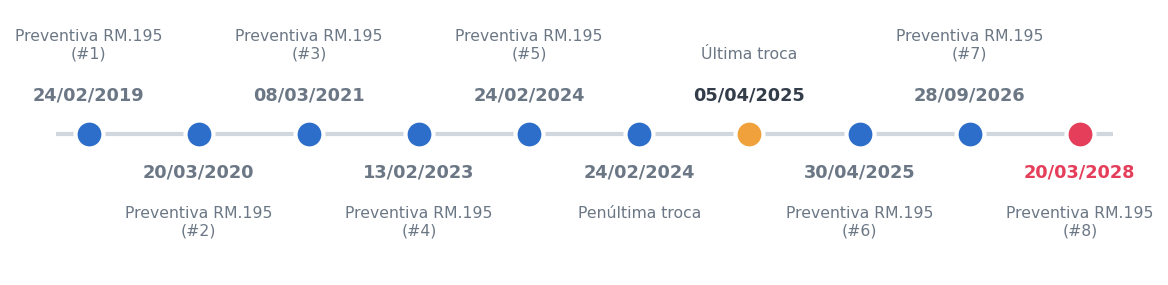 Preventiva RM.195
(#1)
24/02/2019
20/03/2020
Preventiva RM.195
(#2)
Preventiva RM.195
(#3)
08/03/2021
13/02/2023
Preventiva RM.195
(#4)
Preventiva RM.195
(#5)
24/02/2024
24/02/2024
Penúltima troca
Última troca
05/04/2025
30/04/2025
Preventiva RM.195
(#6)
Preventiva RM.195
(#7)
28/09/2026
20/03/2028
Preventiva RM.195
(#8)